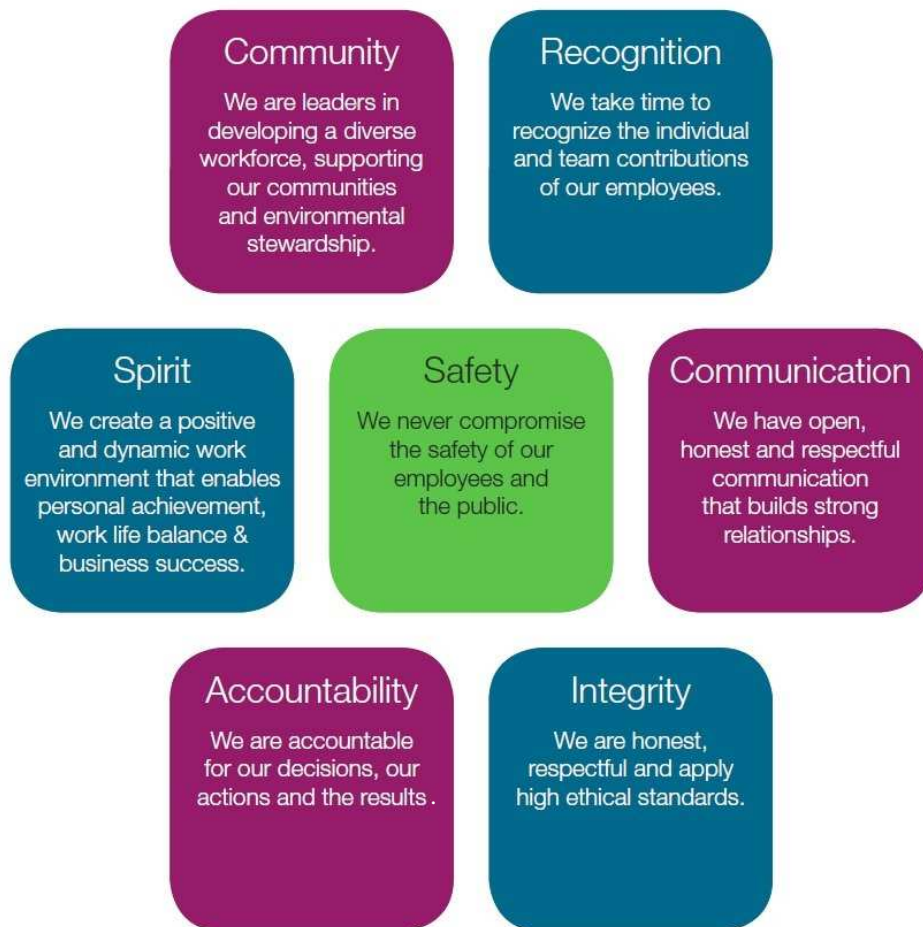 Community
We are leaders in
developing a diverse
workforce, supporting
our communities
and environmental
stewardship.
Recognition
We take time to
recognize the individual
and team contributions
of our employees.
Spirit
We create a positive
and dynamic work
environment that enables
personal achievement,
work life balance &
business success.
Safety
We never compromise
the safety of our
employees and
the public.
Communication
We have open,
honest and respectful
communication
that builds strong
relationships.
Accountability
We are accountable
for our decisions, our
actions and the results .
Integrity
We are honest,
respectful and apply
high ethical standards.